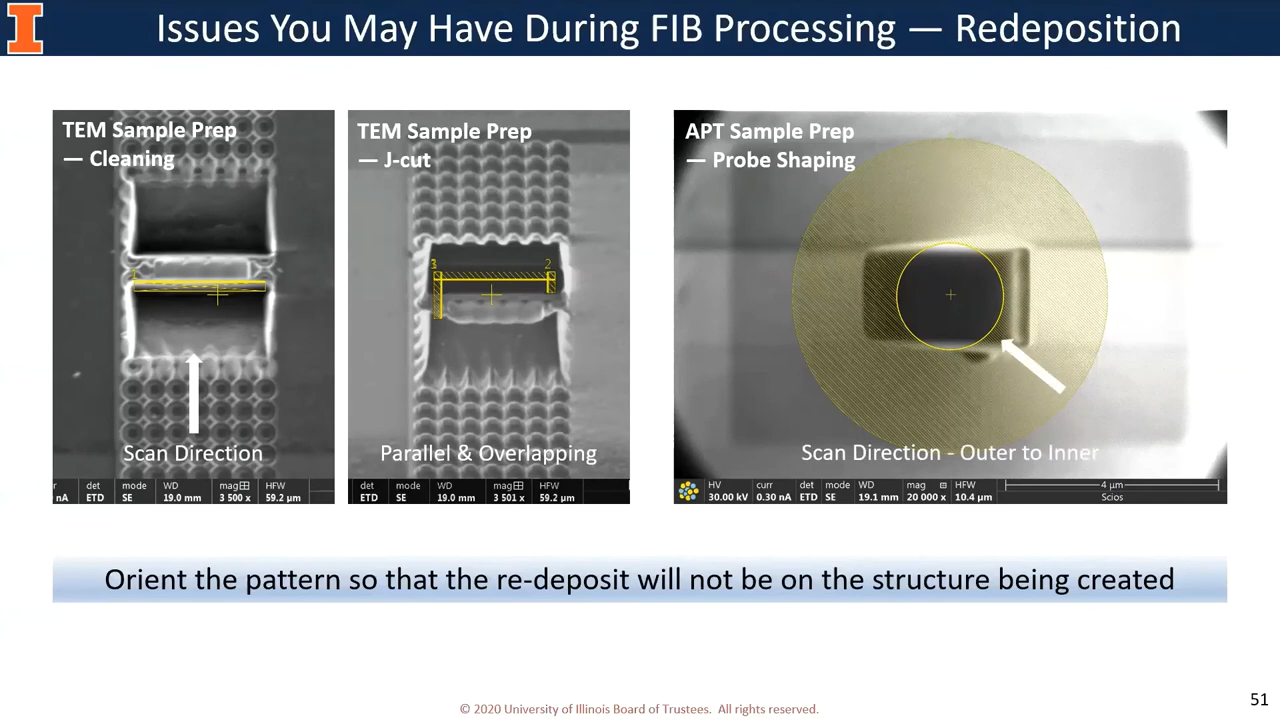 I
Issues You May Have During FIB Processing — Redeposition
TEM Sample Prep
— Cleaning
1
Scan Direction
nA
det
ETD
mode
SE
WD
19.0 mm
mag
3 500 x
HFW
59.2 µm
TEM Sample Prep
— J-cut
3
2
Parallel & Overlapping
det
ETD
mode
SE
WD
19.0 mm
mag
3 501 x
HFW
59.2 µm
APT Sample Prep
— Probe Shaping
Scan Direction - Outer to Inner
HV
30.00 kV
curr
0.30 nA
det
ETD
mode
SE
WD
19.1 mm
mag
20 000 x
HFW
10.4 µm
4 µm
Scios
Orient the pattern so that the re-deposit will not be on the structure being created
© 2020 University of Illinois Board of Trustees. All rights reserved.
51